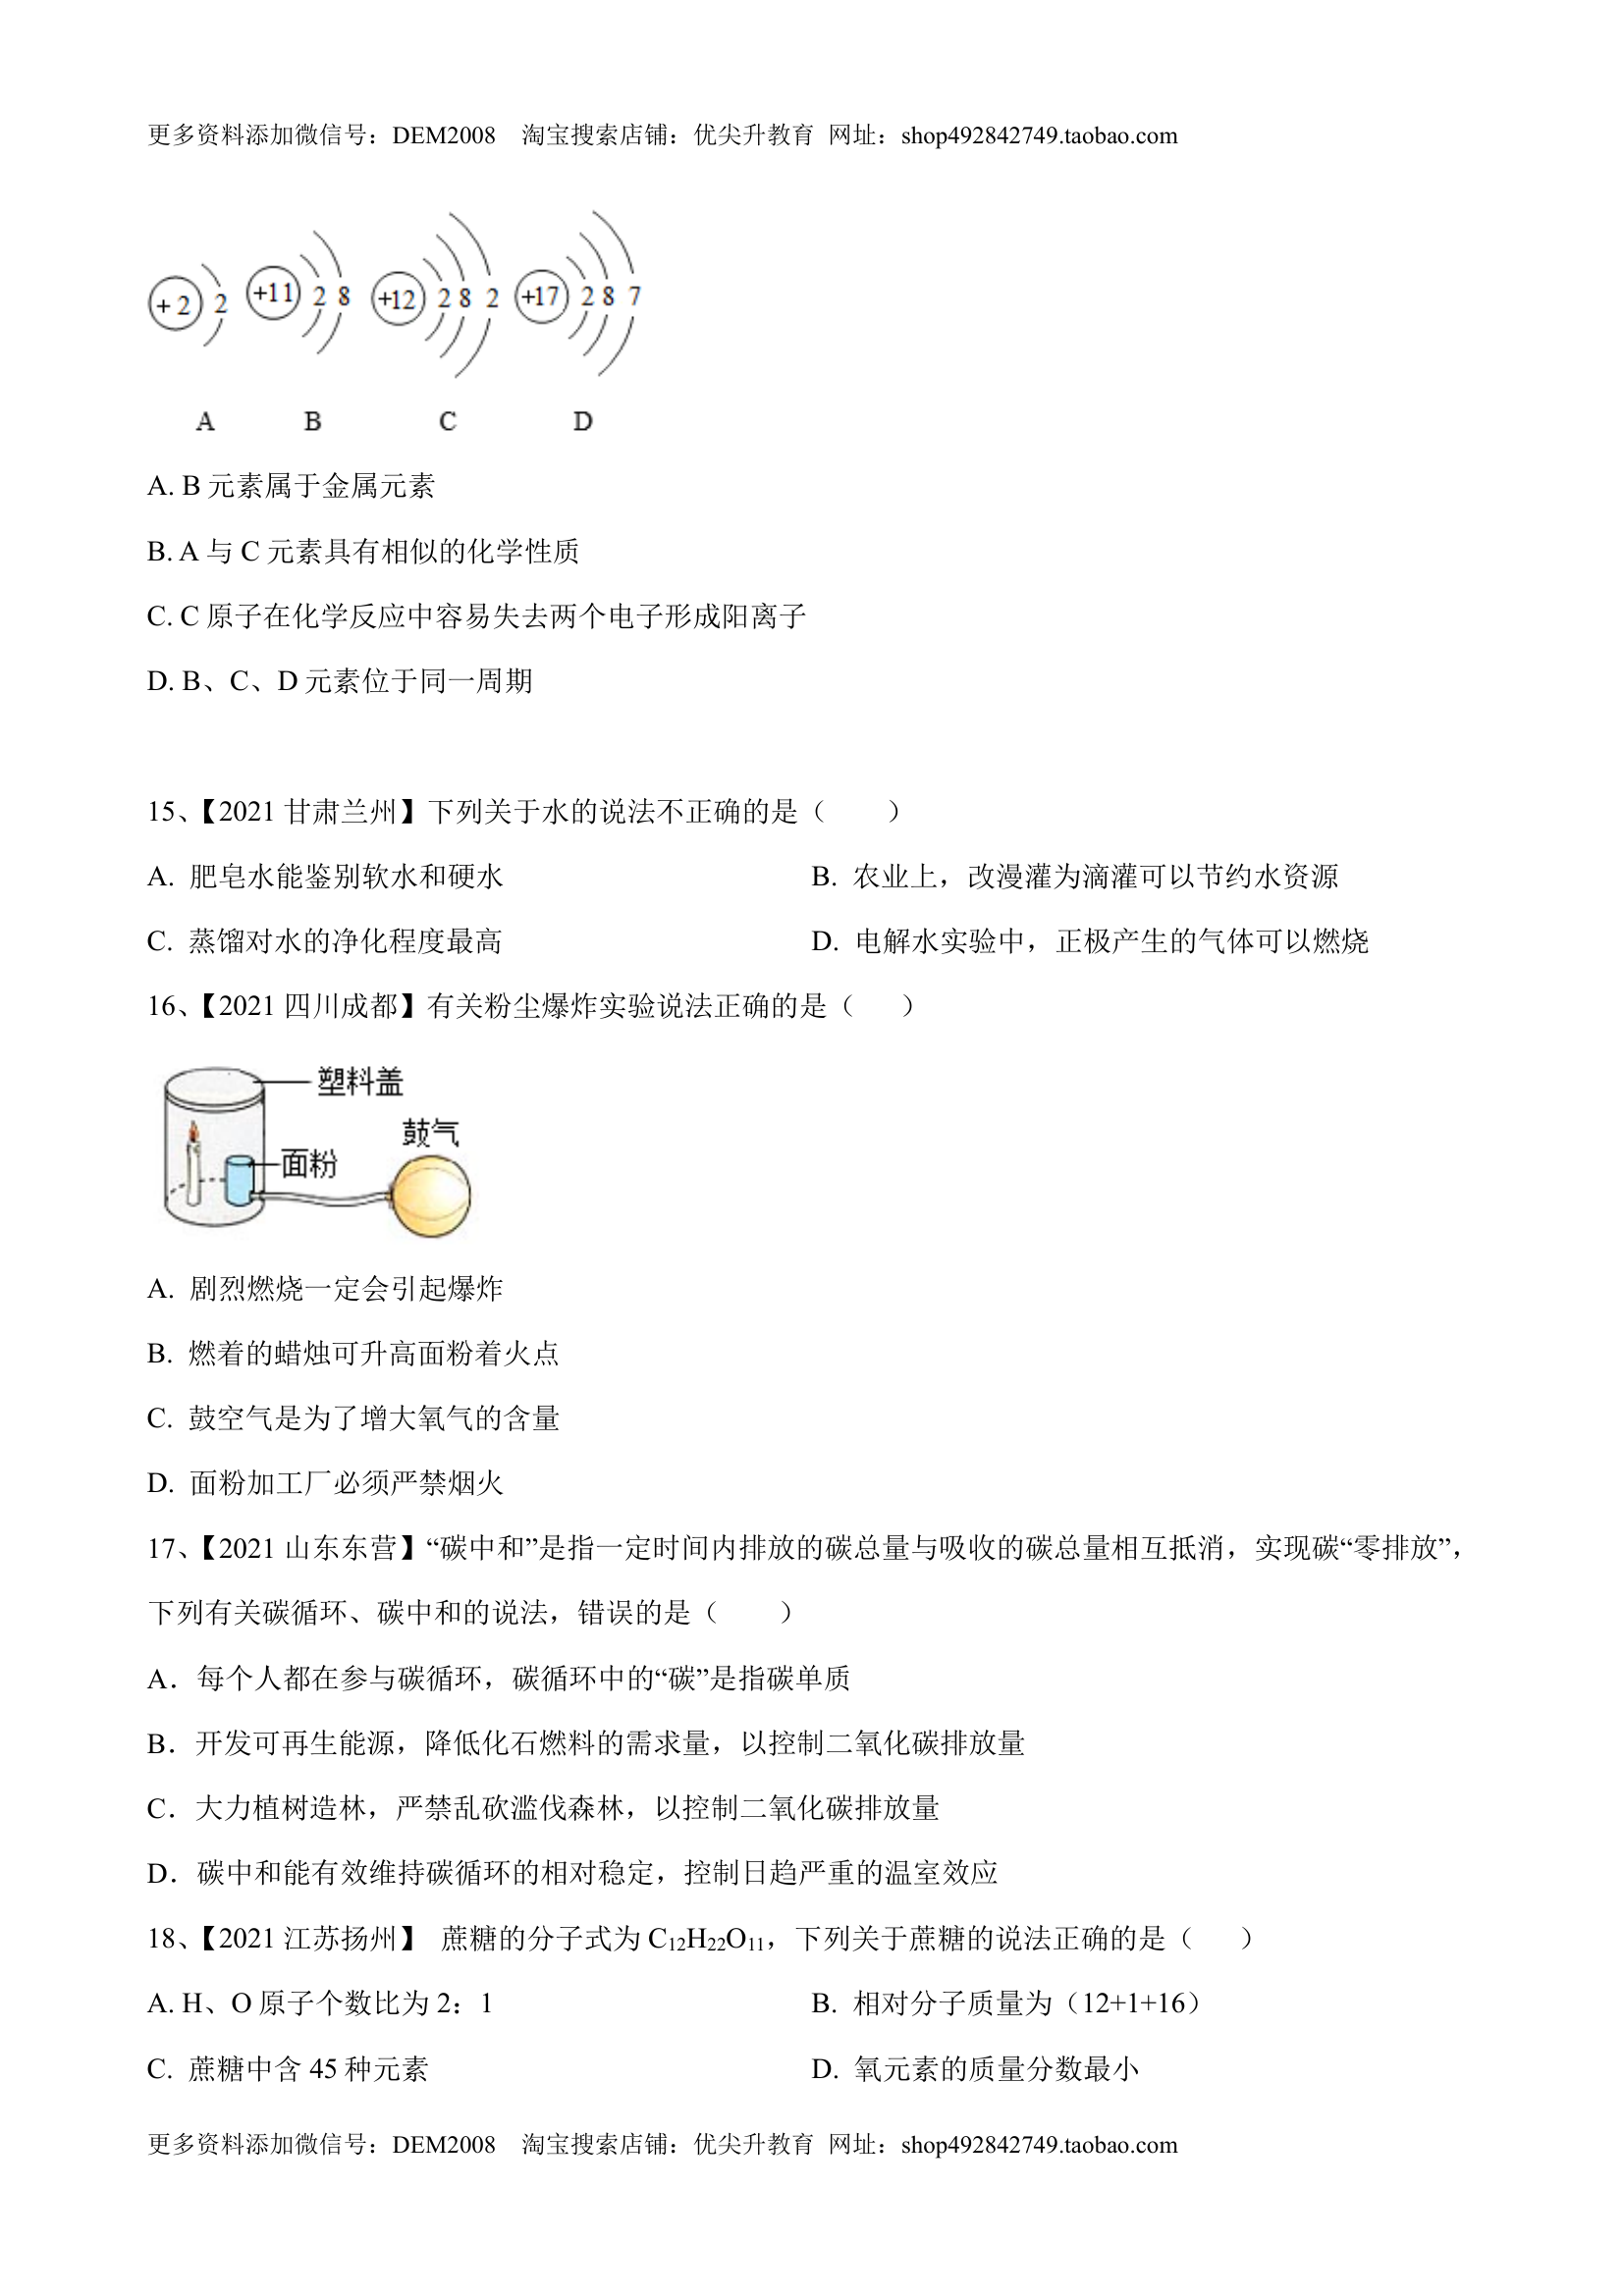 更多资料添加微信号：DEM2008 淘宝搜索店铺：优尖升教育 网址：shop492842749.taobao.com
+2 2 +11 2 8 +12 2 8 2 +17 2 8 7
A B C D
A. B 元素属于金属元素
B. A 与 C 元素具有相似的化学性质
C. C 原子在化学反应中容易失去两个电子形成阳离子
D. B、C、D 元素位于同一周期
15、【2021 甘肃兰州】下列关于水的说法不正确的是（ ）
A. 肥皂水能鉴别软水和硬水 B. 农业上，改漫灌为滴灌可以节约水资源
C. 蒸馏对水的净化程度最高 D. 电解水实验中，正极产生的气体可以燃烧
16、【2021 四川成都】有关粉尘爆炸实验说法正确的是（ ）
塑料盖
鼓气
面粉
A. 剧烈燃烧一定会引起爆炸
B. 燃着的蜡烛可升高面粉着火点
C. 鼓空气是为了增大氧气的含量
D. 面粉加工厂必须严禁烟火
17、【2021 山东东营】“碳中和”是指一定时间内排放的碳总量与吸收的碳总量相互抵消，实现碳“零排放”，
下列有关碳循环、碳中和的说法，错误的是（ ）
A．每个人都在参与碳循环，碳循环中的“碳”是指碳单质
B．开发可再生能源，降低化石燃料的需求量，以控制二氧化碳排放量
C．大力植树造林，严禁乱砍滥伐森林，以控制二氧化碳排放量
D．碳中和能有效维持碳循环的相对稳定，控制日趋严重的温室效应
18、【2021 江苏扬州】 蔗糖的分子式为 C₁₂H₂₂O₁₁，下列关于蔗糖的说法正确的是（ ）
A. H、O 原子个数比为 2：1 B. 相对分子质量为（12+1+16）
C. 蔗糖中含 45 种元素 D. 氧元素的质量分数最小
更多资料添加微信号：DEM2008 淘宝搜索店铺：优尖升教育 网址：shop492842749.taobao.com